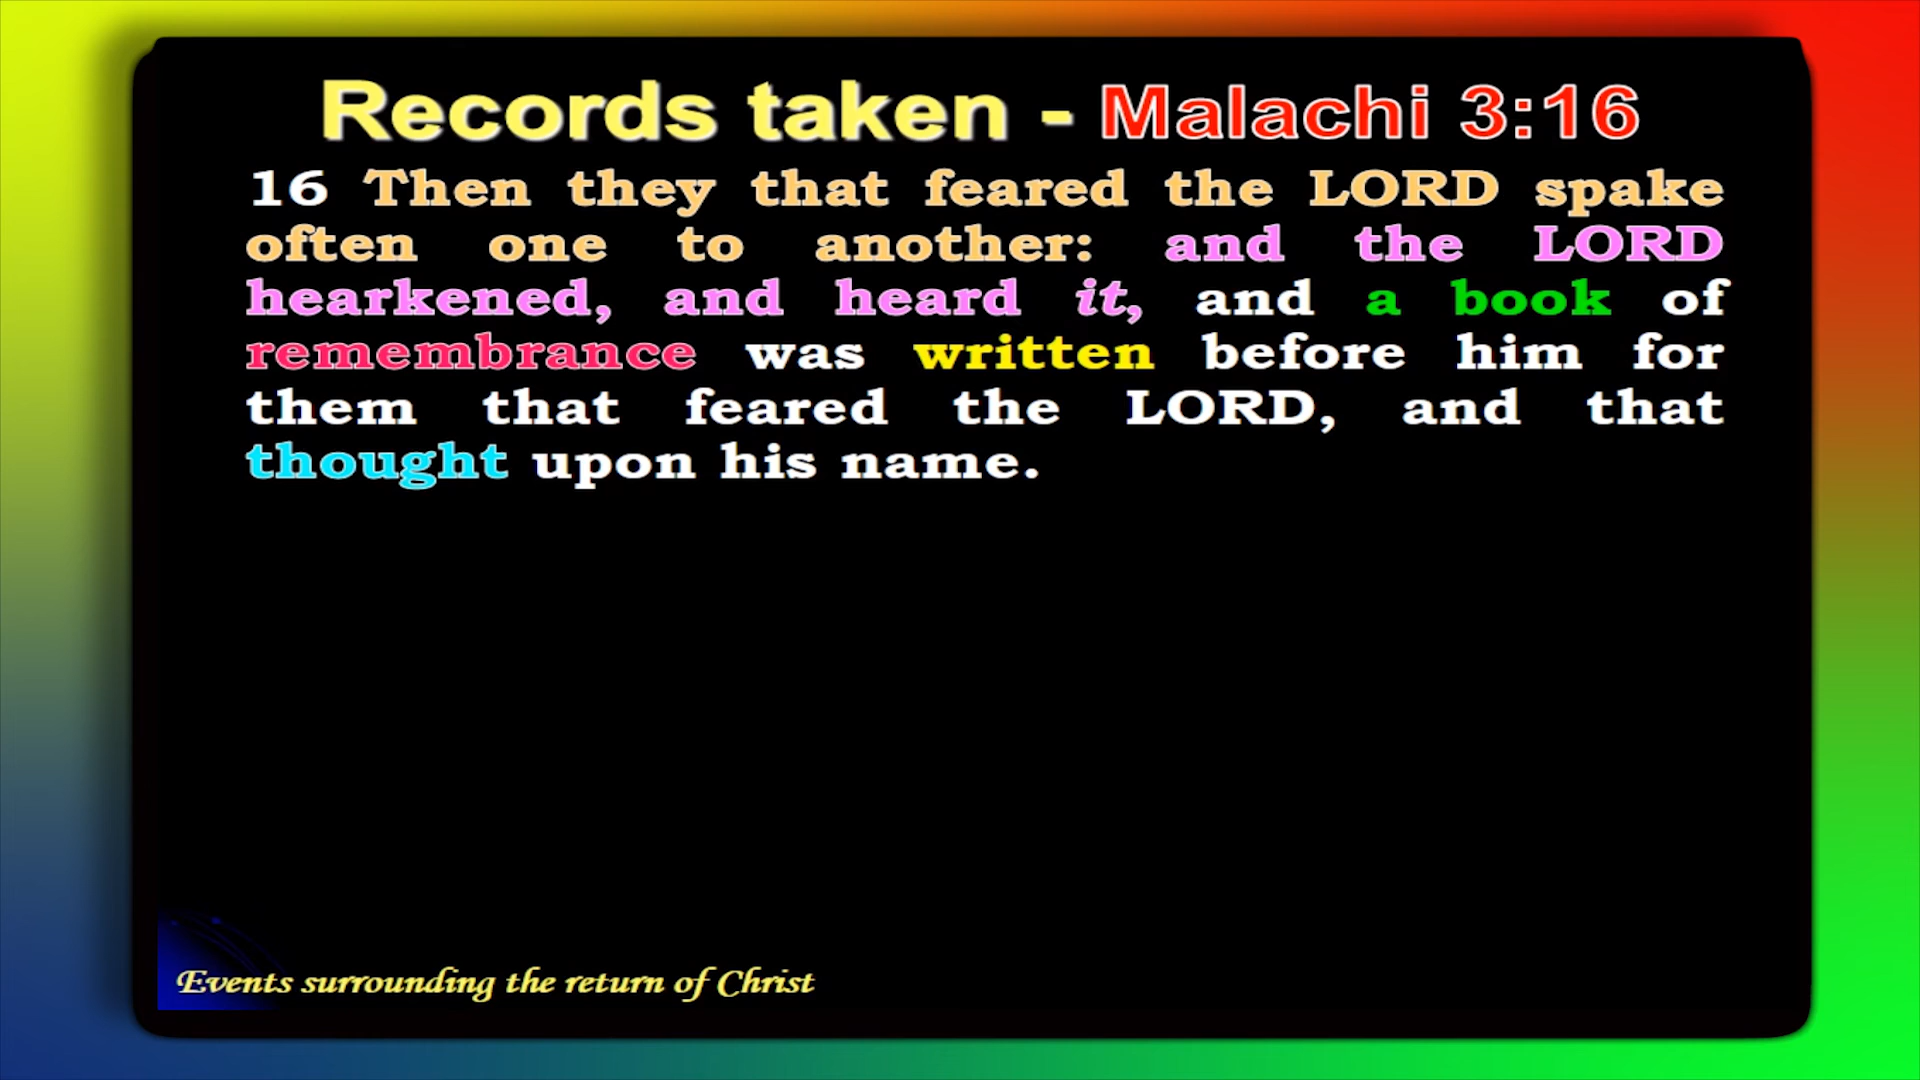 Records taken - Malachi 3:16
16 Then they that feared the LORD spake
often one to another: and the LORD
hearkened, and heard it, and a book of
remembrance was written before him for
them that feared the LORD, and that
thought upon his name.
Events surrounding the return of Christ